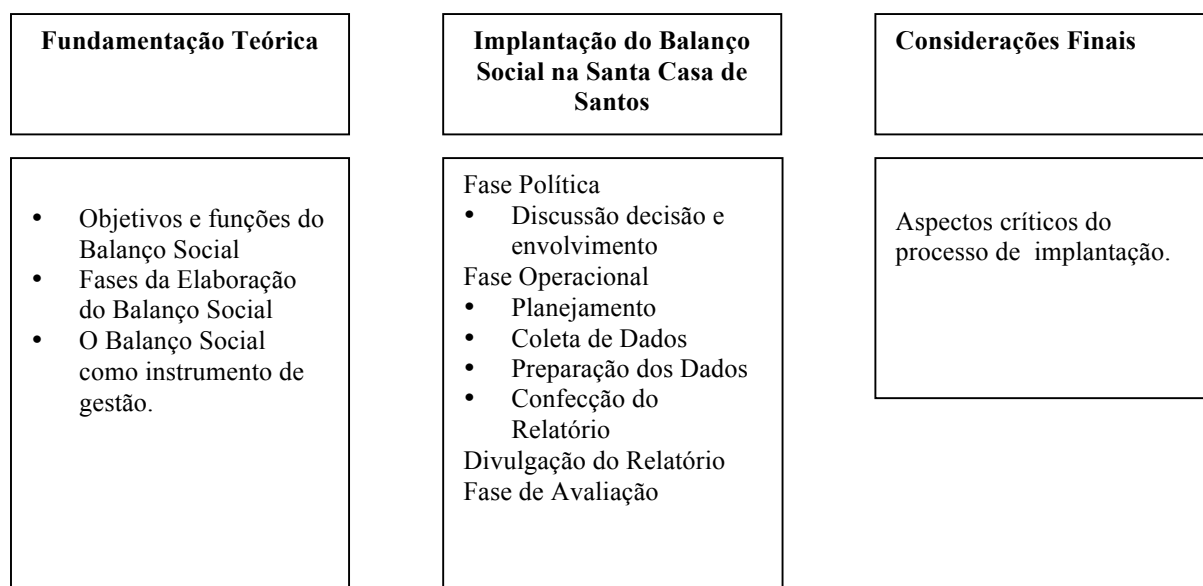 Fundamentação Teórica
• Objetivos e funções do
Balanço Social
• Fases da Elaboração
do Balanço Social
• O Balanço Social
como instrumento de
gestão.
Implantação do Balanço
Social na Santa Casa de
Santos
Fase Política
• Discussão decisão e
envolvimento
Fase Operacional
• Planejamento
• Coleta de Dados
• Preparação dos Dados
• Confecção do
Relatório
Divulgação do Relatório
Fase de Avaliação
Considerações Finais
Aspectos críticos do
processo de implantação.